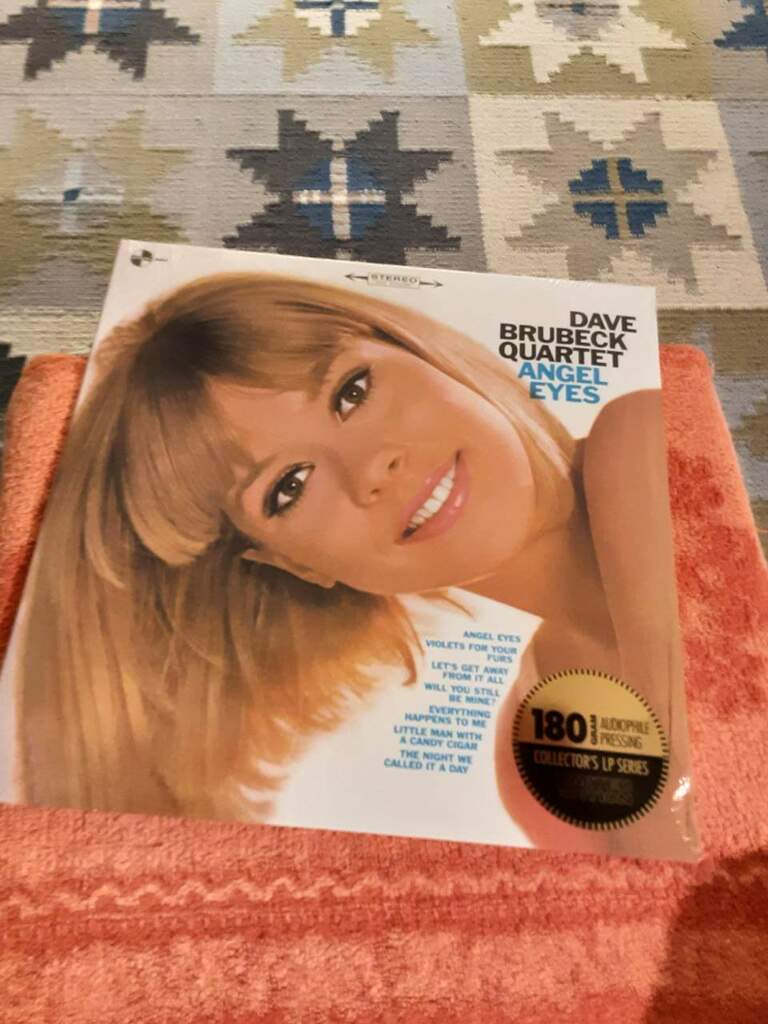 STEREO
DAVE
BRUBECK
QUARTET
ANGEL
EYES
ANGEL EYES
VIOLETS FOR YOUR
FURS
LET'S GET AWAY
FROM IT ALL
WILL YOU STILL
BE MINE?
EVERYTHING
HAPPENS TO ME
LITTLE MAN WITH
A CANDY CIGAR
THE NIGHT WE
CALLED IT A DAY
180 GRAM AUDIOPHILE
PRESSING
COLLECTOR'S LP SERIES